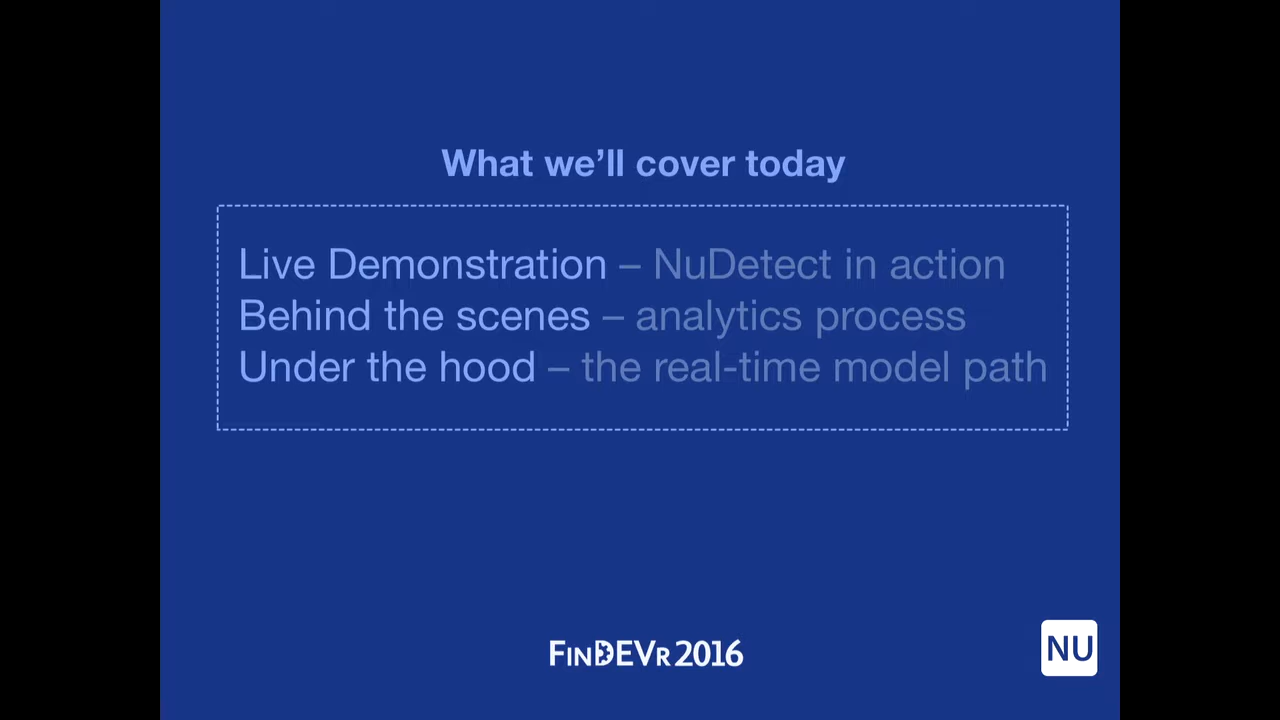 What we’ll cover today
Live Demonstration – NuDetect in action
Behind the scenes – analytics process
Under the hood – the real-time model path
FINDEVR 2016
NU